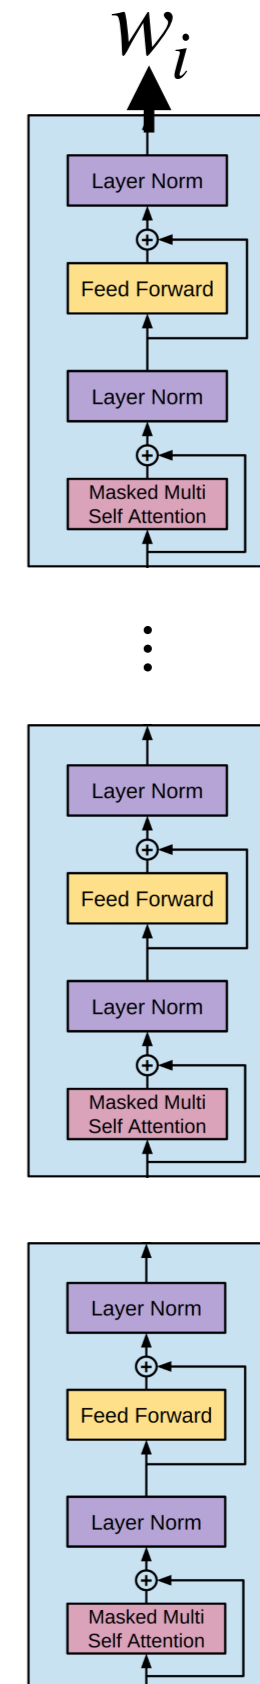 wᵢ
Layer Norm
+
Feed Forward
Layer Norm
+
Masked Multi
Self Attention
⋮
Layer Norm
+
Feed Forward
Layer Norm
+
Masked Multi
Self Attention
Layer Norm
+
Feed Forward
Layer Norm
+
Masked Multi
Self Attention